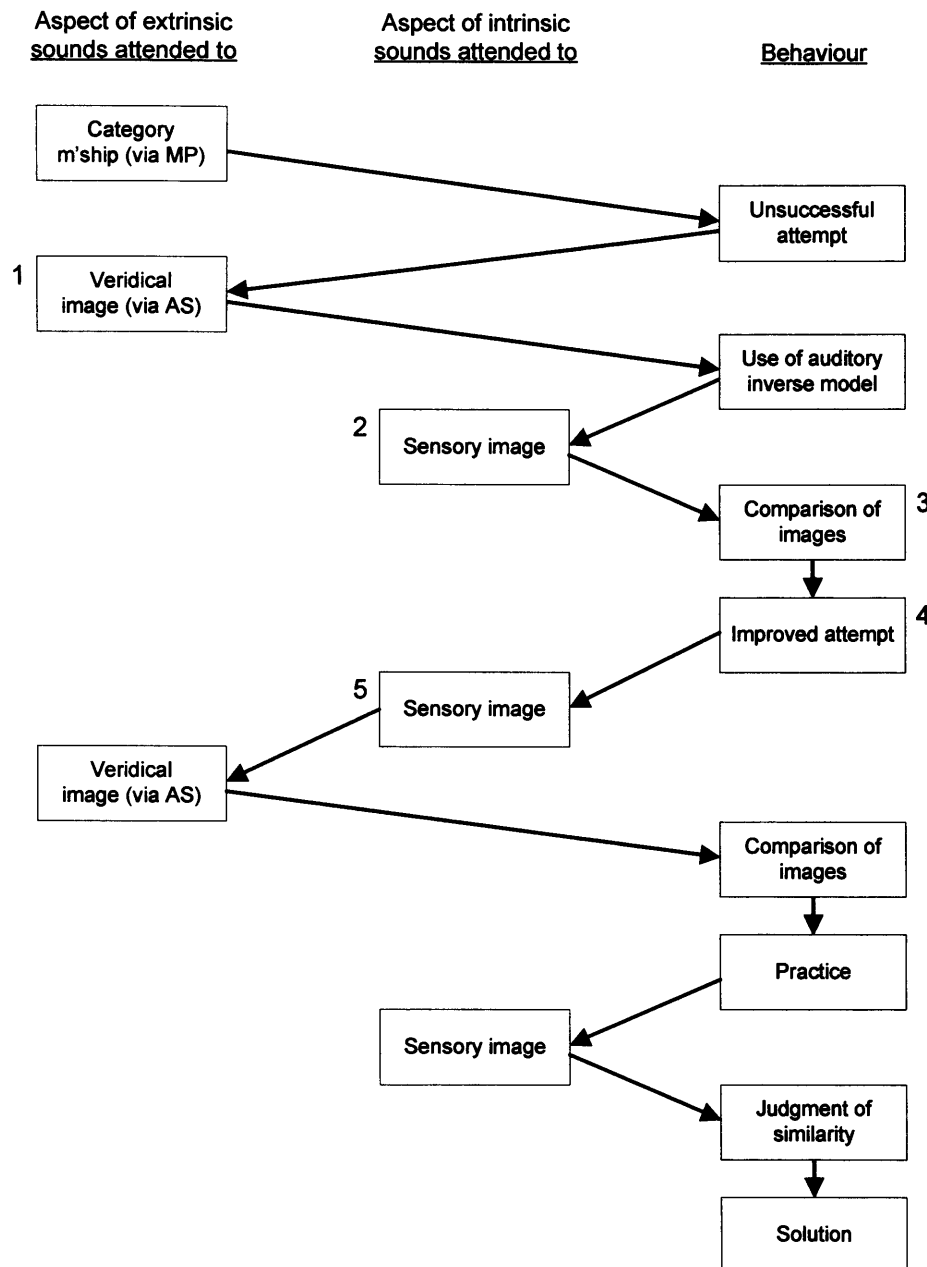 Aspect of extrinsic
sounds attended to
Aspect of intrinsic
sounds attended to
Behaviour
Category
m'ship (via MP)
Unsuccessful
attempt
1
Veridical
image (via AS)
Use of auditory
inverse model
2
Sensory image
Comparison of
images
3
Improved attempt
4
5
Sensory image
Veridical
image (via AS)
Comparison of
images
Practice
Sensory image
Judgment of
similarity
Solution